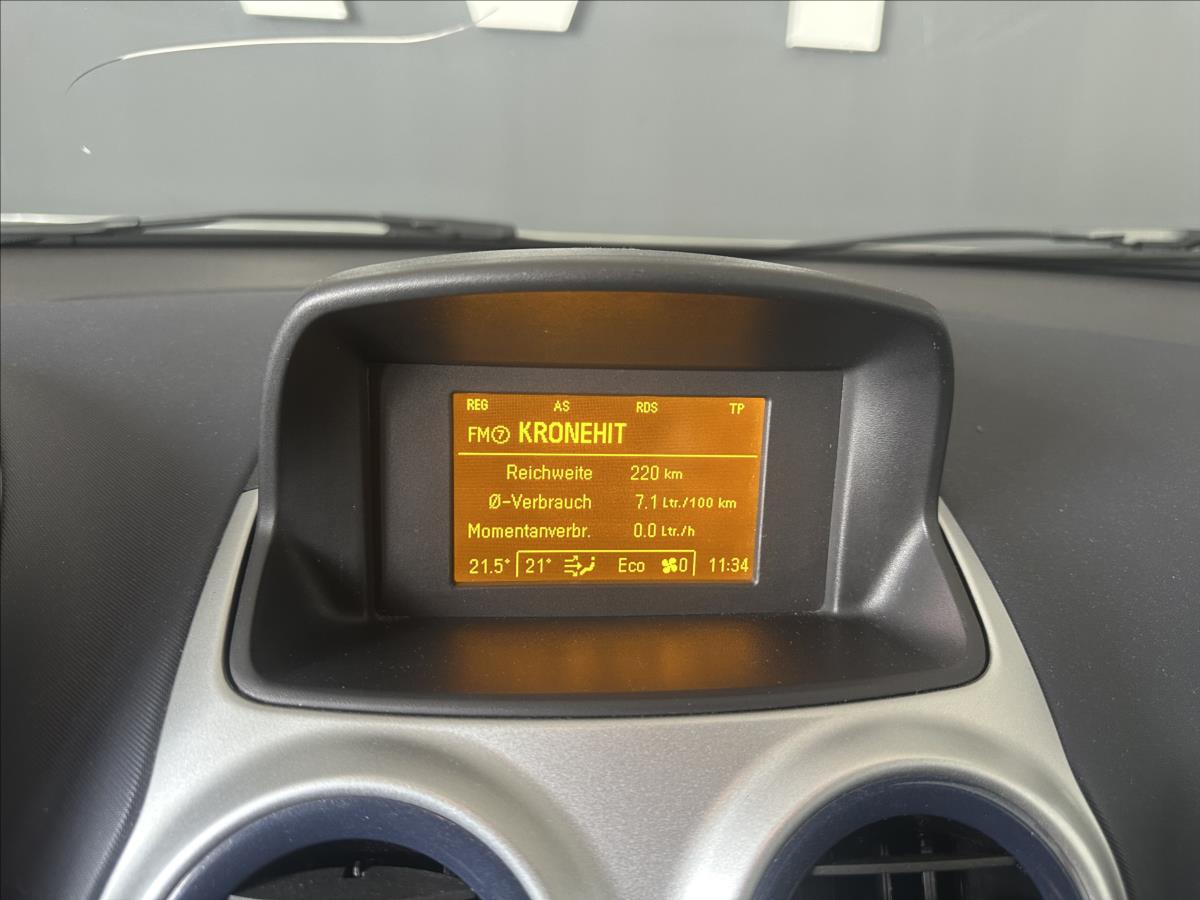 REG AS RDS TP
FM7 KRONEHIT
Reichweite 220 km
Ø-Verbrauch 7.1 Ltr./100 km
Momentanverbr. 0.0 Ltr./h
21.5° 21° Eco 0 11:34